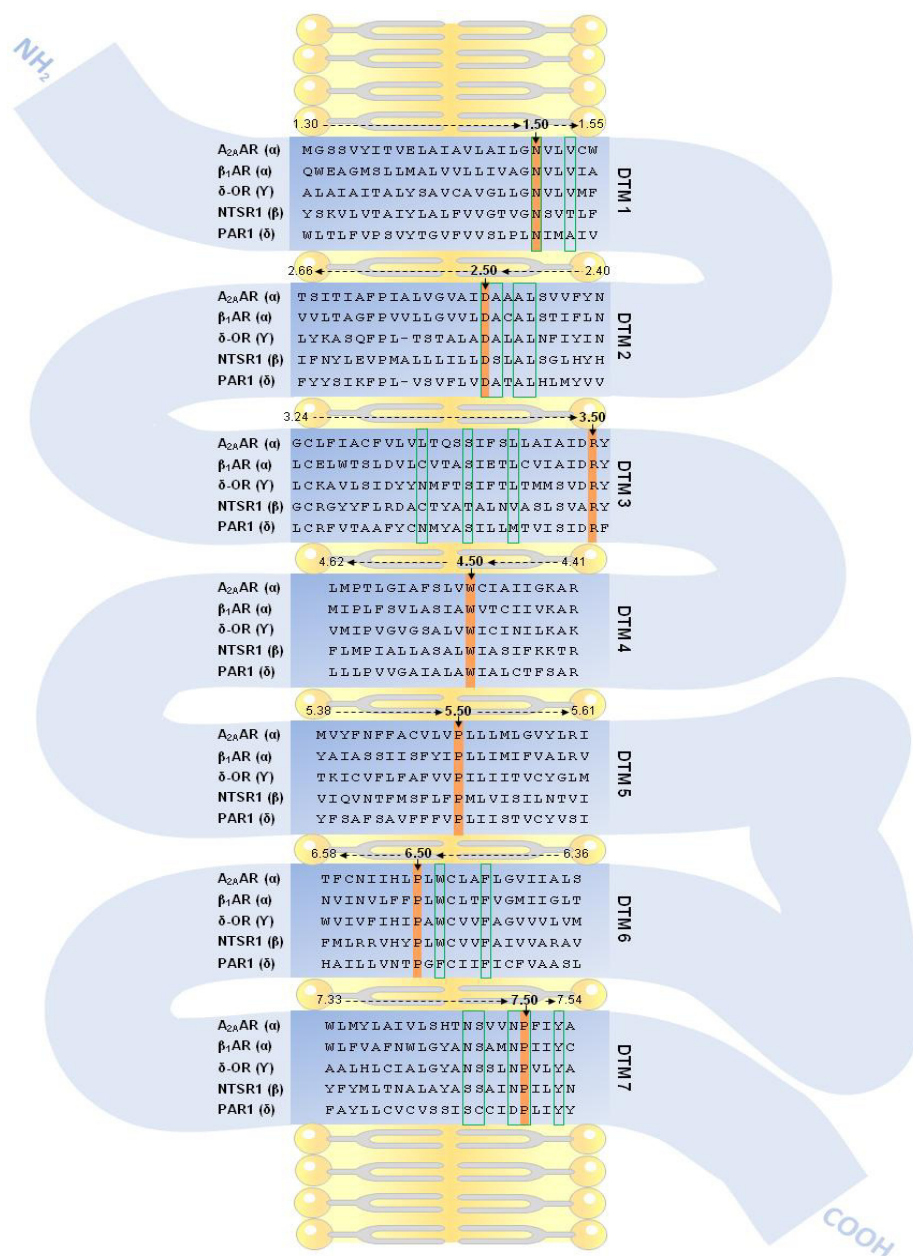 NH2
1.30 1.50 1.55
A2AAR (α) MGSSVYITVELAIAVLAILGNVLVCW
β1AR (α) QWEAGMSLLMALVVLLIVAGNVLVIA
δ-OR (Υ) ALAIAITALYSAVCAVGLLGNVLVMF
NTSR1 (β) YSKVLVTAIYLALFVVGTVGNSVTLF
PAR1 (δ) WLTLFVPSVYTGVFVVSLPLNIMAIV
DTM1
2.66 2.50 2.40
A2AAR (α) TSITIAFPIALVGVAIDAAALSVVFYN
β1AR (α) VVLTAGFPVVLLGVVLDACALSTIFLN
δ-OR (Υ) LYKASQFPL-TSTALADALALNFIYIN
NTSR1 (β) IFNYLEVPMALLLILLDSLALSGLHYH
PAR1 (δ) FYYSIKFPL-VSVFLVDATALHLMYVV
DTM2
3.24 3.50
A2AAR (α) GCLFIACFVLVLTQSSIFSLLAIAIDRY
β1AR (α) LCELWTSLDVLCVTASIETLCVIAIDRY
δ-OR (Υ) LCKAVLSIDYYNMFTSIFTLTMMSVDRY
NTSR1 (β) GCRGYYFLRDACTYATALNVASLSVARY
PAR1 (δ) LCRFVTAAFYCNMYASILLMTVISIDRF
DTM3
4.62 4.50 4.41
A2AAR (α) LMPTLGIAFSLVWCIAIIGKAR
β1AR (α) MIPLFSVLASIAWVTCIIVKAR
δ-OR (Υ) VMIPVGVGSALVWICINILKAK
NTSR1 (β) FLMPIALLASALWIASIFKKTR
PAR1 (δ) LLLPVVGAIALAWIALCTFSAR
DTM4
5.38 5.50 5.61
A2AAR (α) MVYFNFFACVLVPLLLMLGVYLRI
β1AR (α) YAIASSIISFYIPLLIMIFVALRV
δ-OR (Υ) TKICVFLFAFVVPILIITVCYGLM
NTSR1 (β) VIQVNTFMSFLFPMLVISILNTVI
PAR1 (δ) YFSAFSAVFFFVPLIISTVCYVSI
DTM5
6.58 6.50 6.36
A2AAR (α) TFCNIIHLPLWCLAFLGVIIALS
β1AR (α) NVINVLFFPLWCLTFVGMIIGLT
δ-OR (Υ) WVIVFIHIPAWCVVFAGVVVLVM
NTSR1 (β) FMLRRVHYPLWCVVFAIVVARAV
PAR1 (δ) HAILLVNTPGFCIIFICFVAASL
DTM6
7.33 7.50 7.54
A2AAR (α) WLMYLAIVLSHTNSVVNPFIYA
β1AR (α) WLFVAFNWLGYANSAMNPIIYC
δ-OR (Υ) AALHLCIALGYANSSLNPVLYA
NTSR1 (β) YFYMLTNALAYASSAINPILYN
PAR1 (δ) FAYLLCVCVSSISCCIDPLIYY
DTM7
COOH